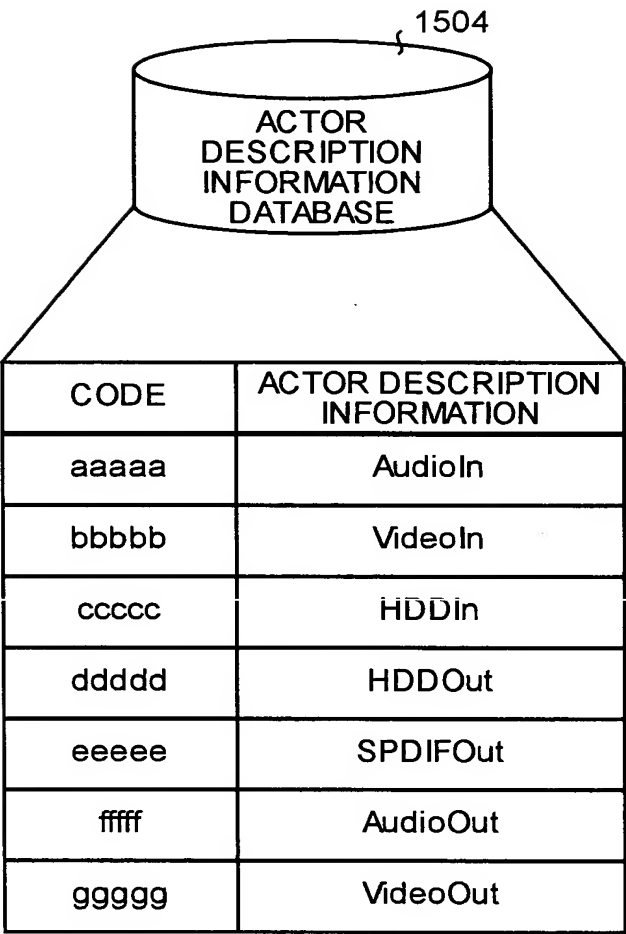 1504
ACTOR
DESCRIPTION
INFORMATION
DATABASE
CODE
ACTOR DESCRIPTION
INFORMATION
aaaaa
AudioIn
bbbbb
VideoIn
ccccc
HDDIn
ddddd
HDDOut
eeeee
SPDIFOut
fffff
AudioOut
ggggg
VideoOut